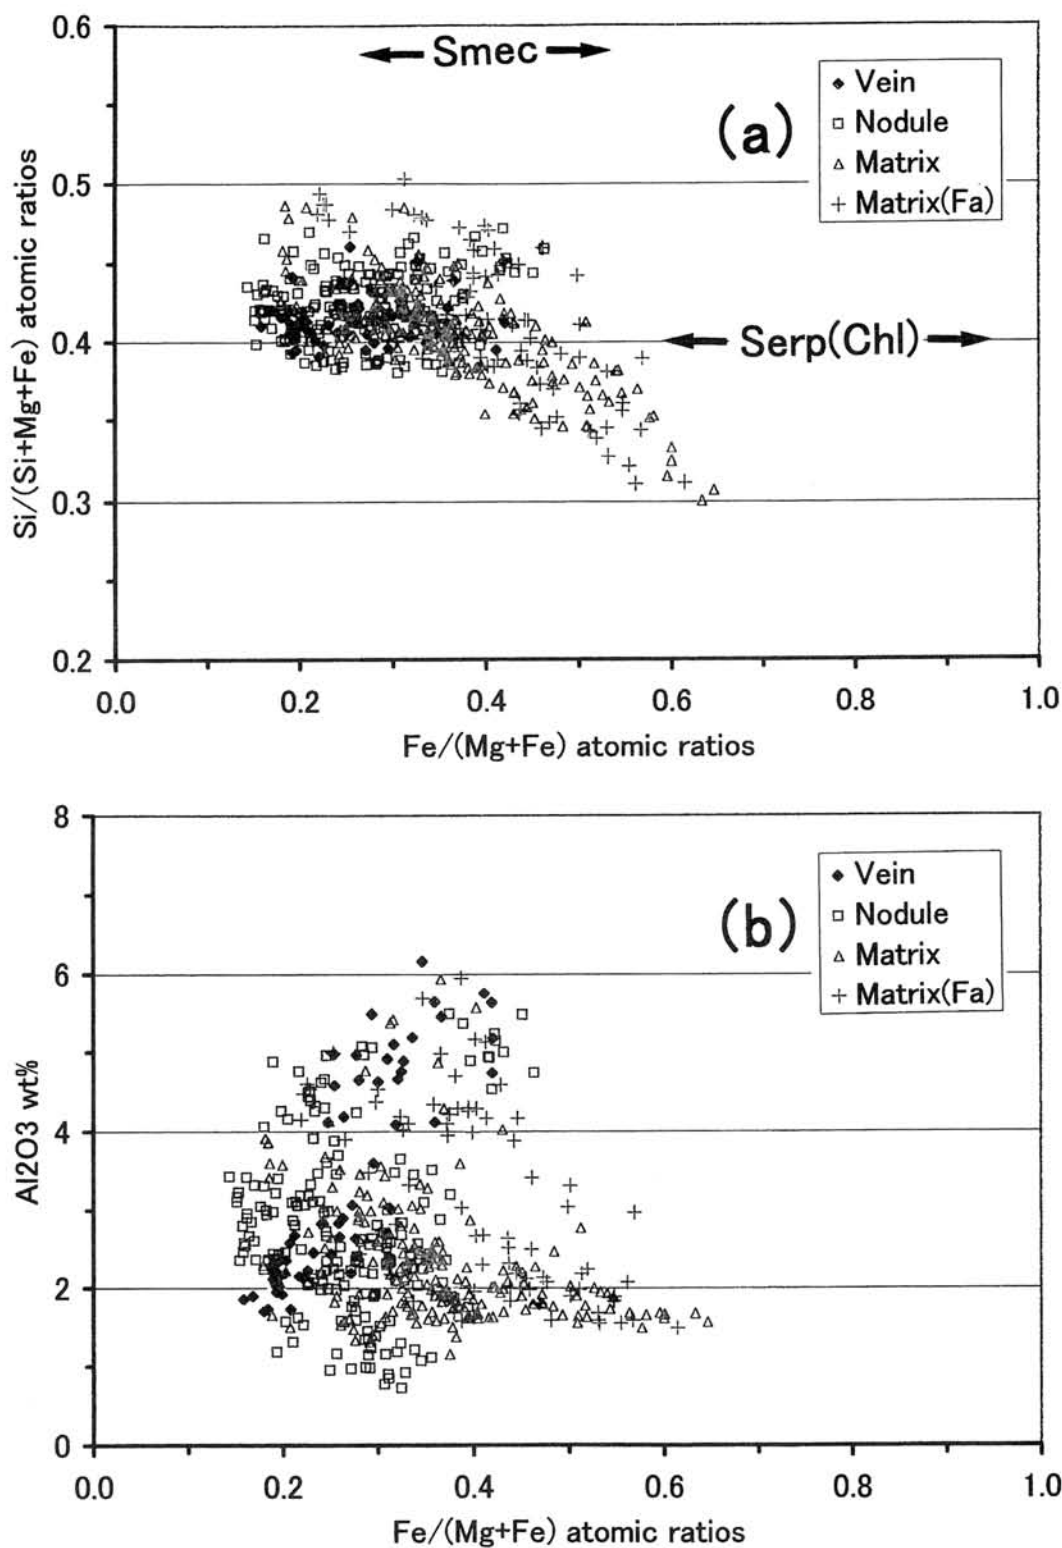 0.6
Smec
(a)
Vein
Nodule
Matrix
Matrix(Fa)
0.5
0.4
Serp(Chl)
0.3
0.2
Si/(Si+Mg+Fe) atomic ratios
0.0 0.2 0.4 0.6 0.8 1.0
Fe/(Mg+Fe) atomic ratios
8
(b)
Vein
Nodule
Matrix
Matrix(Fa)
6
4
2
0
Al2O3 wt%
0.0 0.2 0.4 0.6 0.8 1.0
Fe/(Mg+Fe) atomic ratios